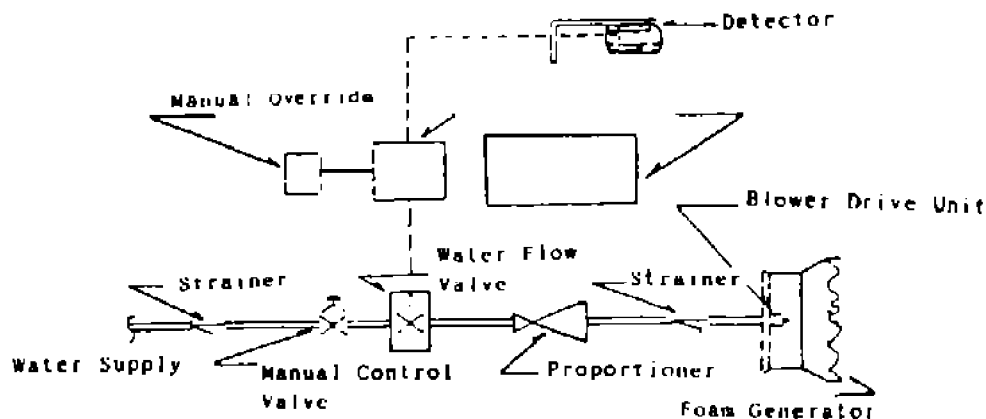 Detector
Manual Override
Blower Drive Unit
Water Flow
Valve
Strainer
Strainer
Water Supply
Manual Control
Valve
Proportioner
Foam Generator